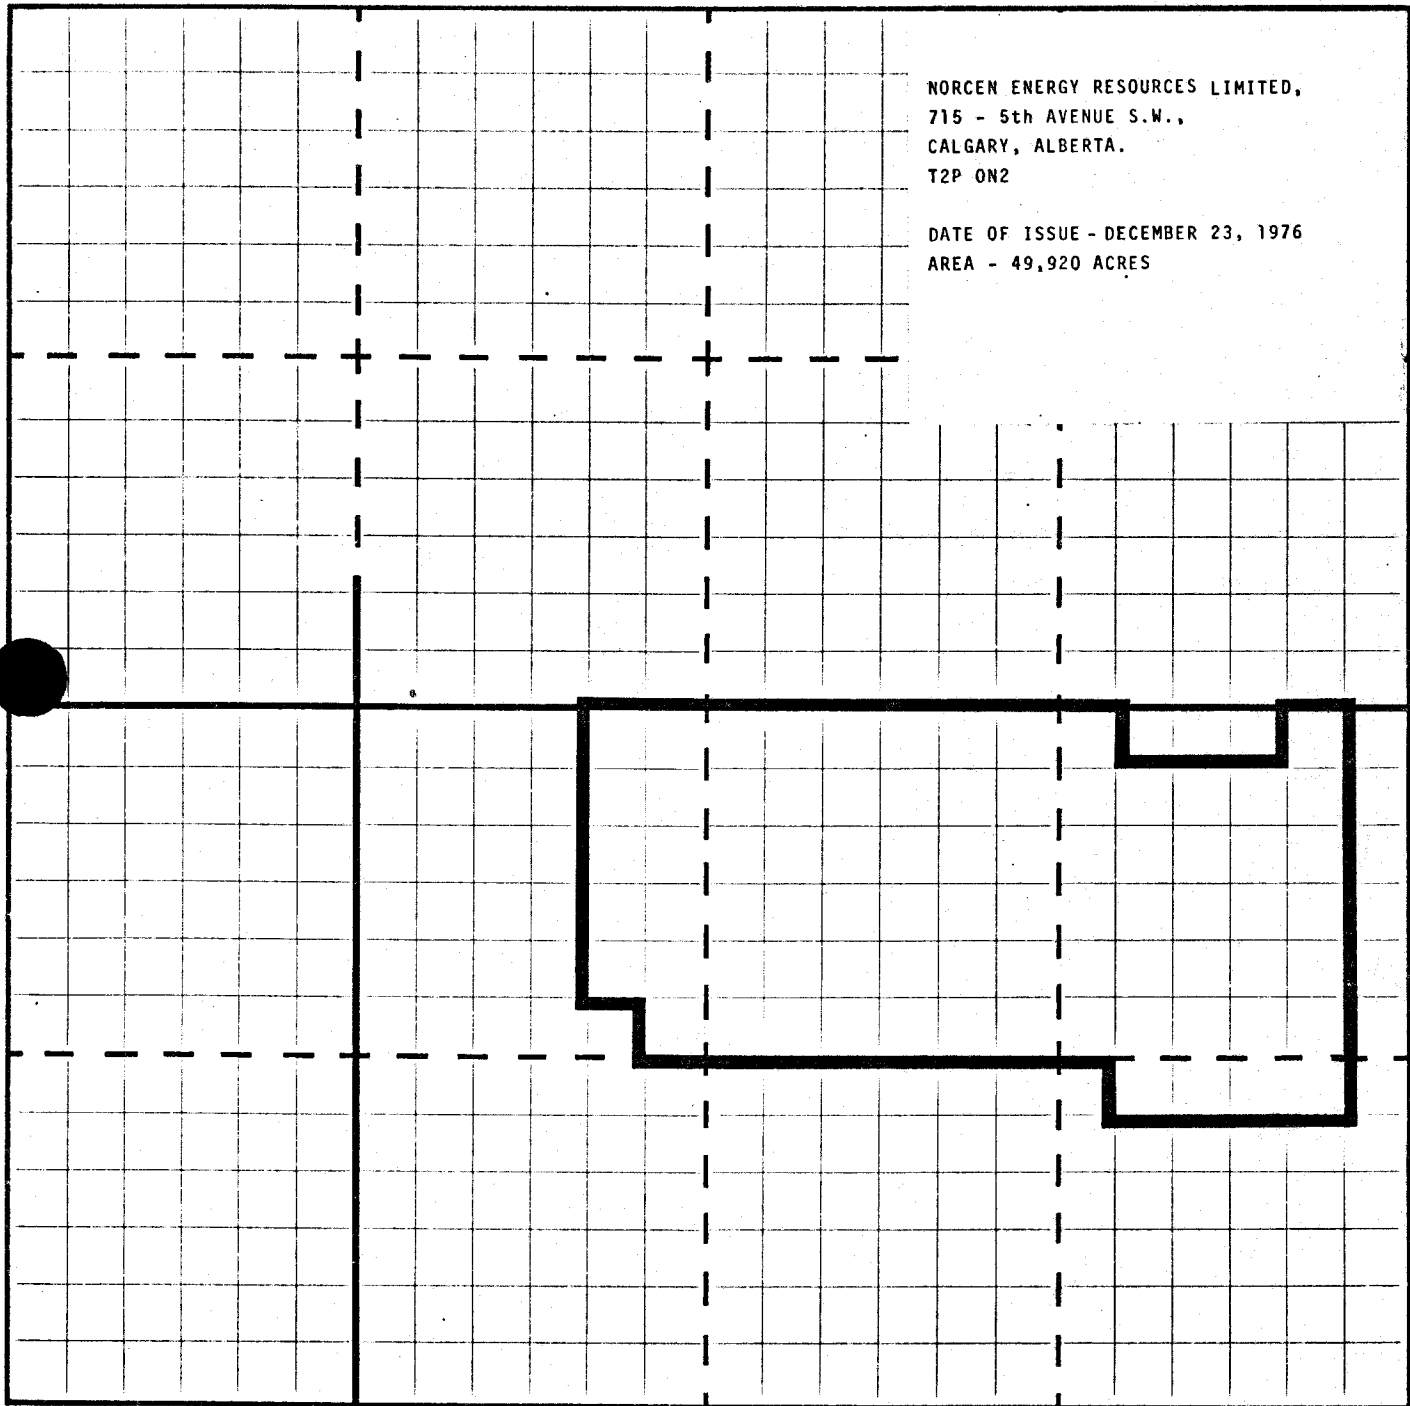 NORCEN ENERGY RESOURCES LIMITED,
715 - 5th AVENUE S.W.,
CALGARY, ALBERTA.
T2P 0N2
DATE OF ISSUE - DECEMBER 23, 1976
AREA - 49,920 ACRES